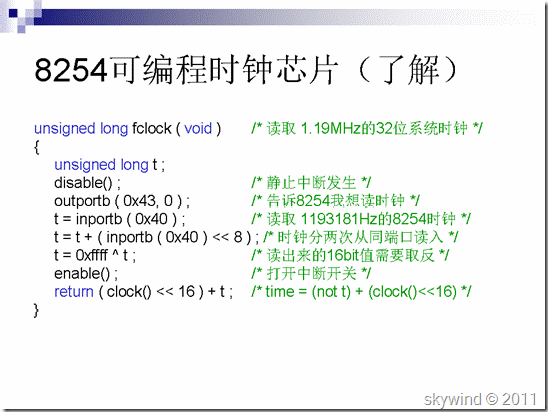 8254可编程时钟芯片（了解）
unsigned long fclock ( void ) /* 读取 1.19MHz的32位系统时钟 */
{
unsigned long t ;
disable() ; /* 静止中断发生 */
outportb ( 0x43, 0 ) ; /* 告诉8254我想读时钟 */
t = inportb ( 0x40 ) ; /* 读取 1193181Hz的8254时钟 */
t = t + ( inportb ( 0x40 ) << 8 ) ; /* 时钟分两次从同端口读入 */
t = 0xffff ^ t ; /* 读出来的16bit值需要取反 */
enable() ; /* 打开中断开关 */
return ( clock() << 16 ) + t ; /* time = (not t) + (clock()<<16) */
}
skywind © 2011